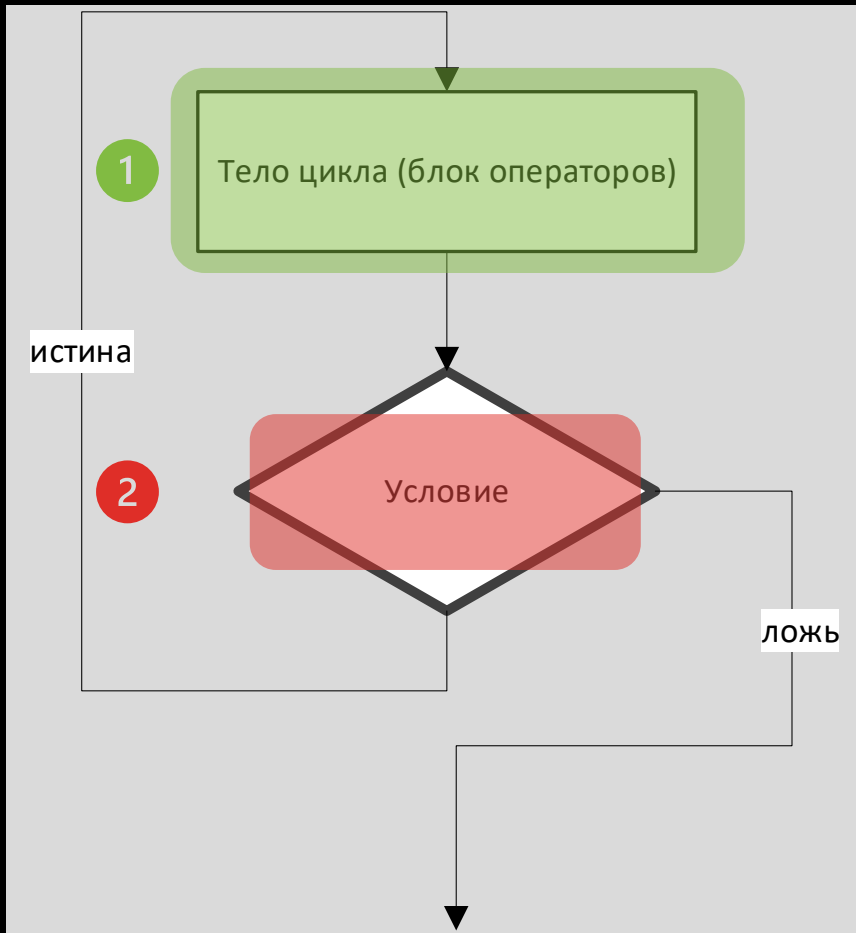 1
Тело цикла (блок операторов)
истина
2
Условие
ложь